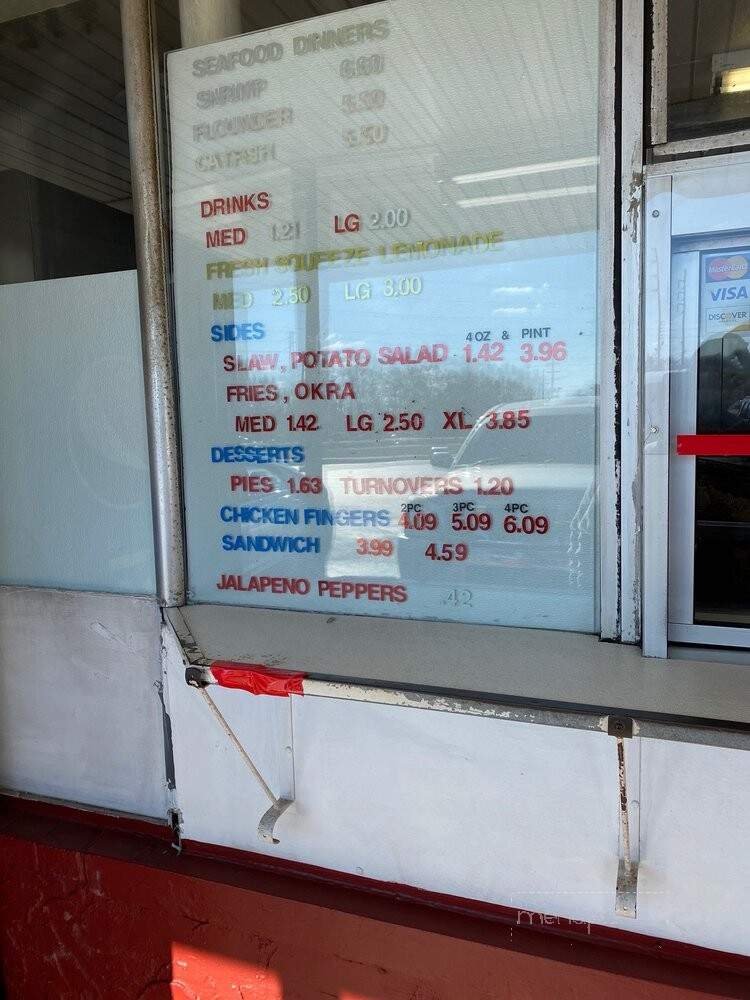 SEAFOOD DINNERS
SHRIMP
FLOUNDER
CATFISH
DRINKS
MED 1.21 LG 2.00
FRESH SQUEEZE LEMONADE
MED 2.50 LG 3.00
SIDES 4 OZ & PINT
SLAW, POTATO SALAD 1.42 3.96
FRIES, OKRA
MED 1.42 LG 2.50 XL 3.85
DESSERTS
PIES 1.63 TURNOVERS 1.20
2PC 3PC 4PC
CHICKEN FINGERS 4.09 5.09 6.09
SANDWICH 3.99 4.59
JALAPENO PEPPERS .42
MasterCard
VISA
DISCOVER